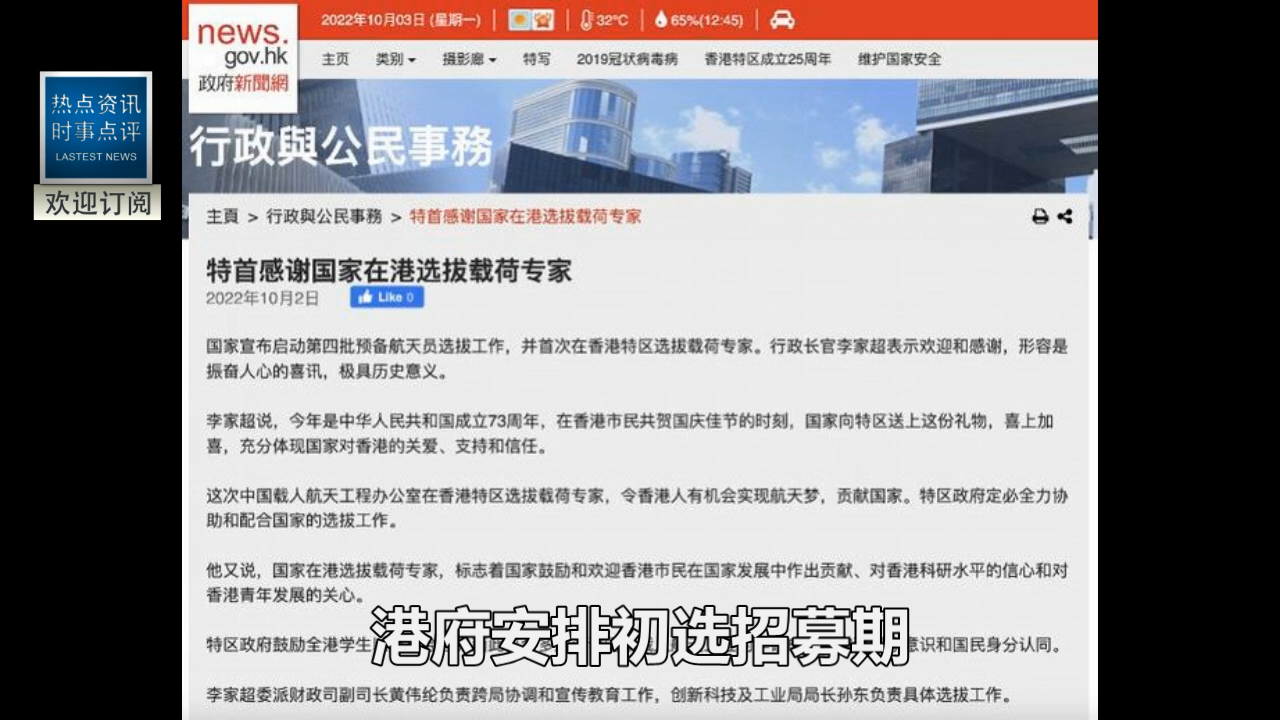 热点资讯
时事点评
LASTEST NEWS
欢迎订阅
news.
gov.hk
政府新聞網
2022年10月03日 (星期一)
32°C
65%(12:45)
主页
类别
摄影廊
特写
2019冠状病毒病
香港特区成立25周年
维护国家安全
行政與公民事務
主頁 > 行政與公民事務 > 特首感谢国家在港选拔载荷专家
特首感谢国家在港选拔载荷专家
2022年10月2日
Like 0
国家宣布启动第四批预备航天员选拔工作，并首次在香港特区选拔载荷专家。行政长官李家超表示欢迎和感谢，形容是
振奋人心的喜讯，极具历史意义。
李家超说，今年是中华人民共和国成立73周年，在香港市民共贺国庆佳节的时刻，国家向特区送上这份礼物，喜上加
喜，充分体现国家对香港的关爱、支持和信任。
这次中国载人航天工程办公室在香港特区选拔载荷专家，令香港人有机会实现航天梦，贡献国家。特区政府定必全力协
助和配合国家的选拔工作。
他又说，国家在港选拔载荷专家，标志着国家鼓励和欢迎香港市民在国家发展中作出贡献、对香港科研水平的信心和对
香港青年发展的关心。
特区政府鼓励全港学生
意识和国民身分认同。
港府安排初选招募期
李家超委派财政司副司长黄伟纶负责跨局协调和宣传教育工作，创新科技及工业局局长孙东负责具体选拔工作。